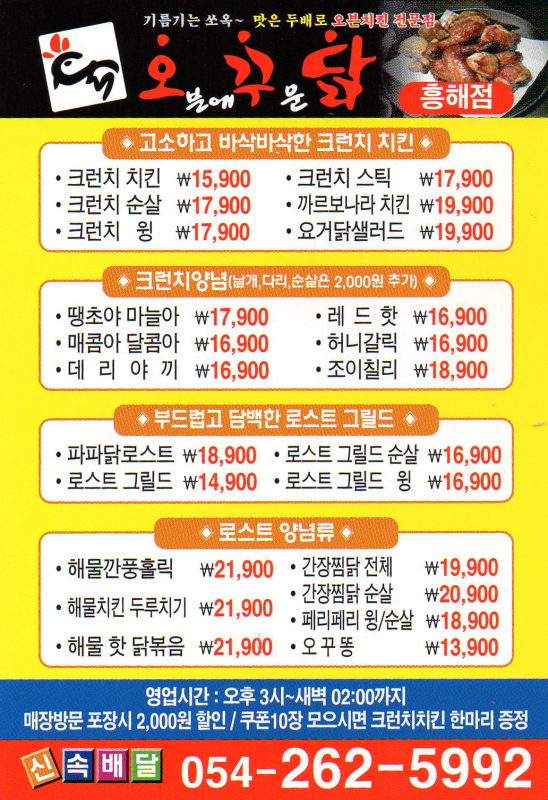 기름기는 쏘옥~ 맛은 두배로 오븐치킨 전문점
오븐에꾸운닭
흥해점
고소하고 바삭바삭한 크런치 치킨
• 크런치 치킨 ₩15,900 • 크런치 스틱 ₩17,900
• 크런치 순살 ₩17,900 • 까르보나라 치킨 ₩19,900
• 크런치 윙 ₩17,900 • 요거닭샐러드 ₩19,900
크런치양념(날개,다리,순살은 2,000원 추가)
• 땡초야 마늘아 ₩17,900 • 레드핫 ₩16,900
• 매콤아 달콤아 ₩16,900 • 허니갈릭 ₩16,900
• 데리야끼 ₩16,900 • 조이칠리 ₩18,900
부드럽고 담백한 로스트 그릴드
• 파파닭로스트 ₩18,900 • 로스트 그릴드 순살 ₩16,900
• 로스트 그릴드 ₩14,900 • 로스트 그릴드 윙 ₩16,900
로스트 양념류
• 해물깐풍홀릭 ₩21,900
• 해물치킨 두루치기 ₩21,900
• 해물 핫 닭볶음 ₩21,900
• 간장찜닭 전체 ₩19,900
• 간장찜닭 순살 ₩20,900
• 페리페리 윙/순살 ₩18,900
• 오꾸똥 ₩13,900
영업시간 : 오후 3시~새벽 02:00까지
매장방문 포장시 2,000원 할인 / 쿠폰10장 모으시면 크런치치킨 한마리 증정
신속배달 054-262-5992